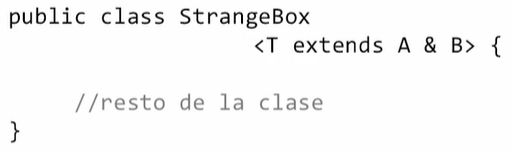 public class StrangeBox
<T extends A & B> {
//resto de la clase
}